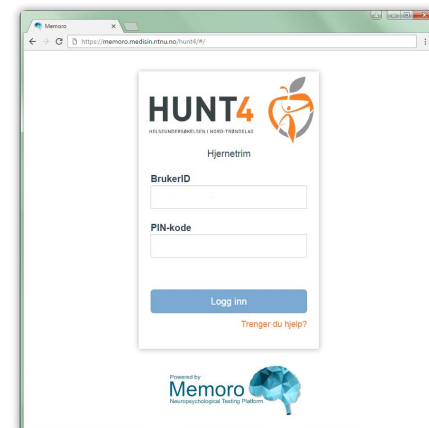 Memoro
https://memoro.medisin.ntnu.no/hunt4/#/
HUNT4
HELSEUNDERSØKELSEN I NORD-TRØNDELAG
Hjernetrim
BrukerID
PIN-kode
Logg inn
Trenger du hjelp?
Powered by
Memoro
Neuropsychological Testing Platform